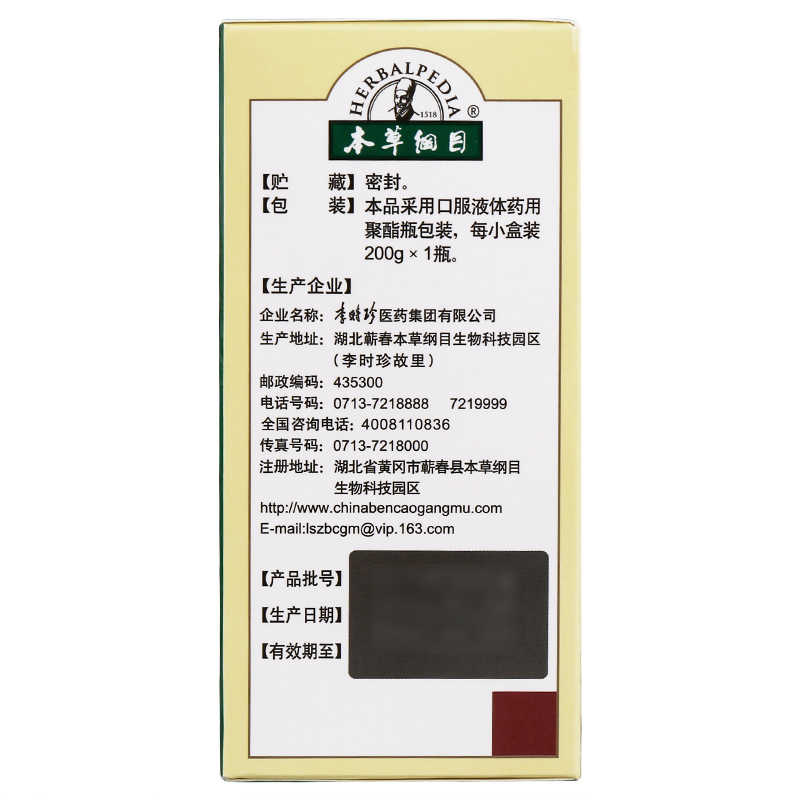 HERBALPEDIA
1518
®
本草纲目
【贮 藏】密封。
【包 装】本品采用口服液体药用
聚酯瓶包装，每小盒装
200g × 1瓶。
【生产企业】
企业名称：李时珍医药集团有限公司
生产地址：湖北蕲春本草纲目生物科技园区
（李时珍故里）
邮政编码：435300
电话号码：0713-7218888 7219999
全国咨询电话：4008110836
传真号码：0713-7218000
注册地址：湖北省黄冈市蕲春县本草纲目
生物科技园区
http://www.chinabencaogangmu.com
E-mail:lszbcgm@vip.163.com
【产品批号】
【生产日期】
【有效期至】